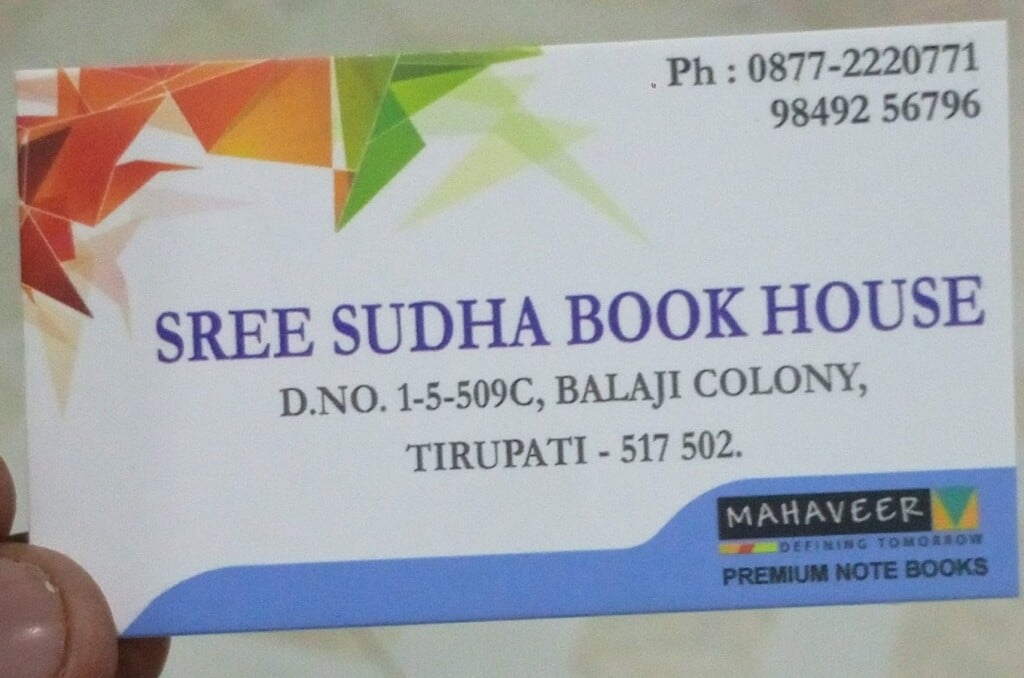 Ph : 0877-2220771
98492 56796
SREE SUDHA BOOK HOUSE
D.NO. 1-5-509C, BALAJI COLONY,
TIRUPATI - 517 502.
MAHAVEER
DEFINING TOMORROW
PREMIUM NOTE BOOKS